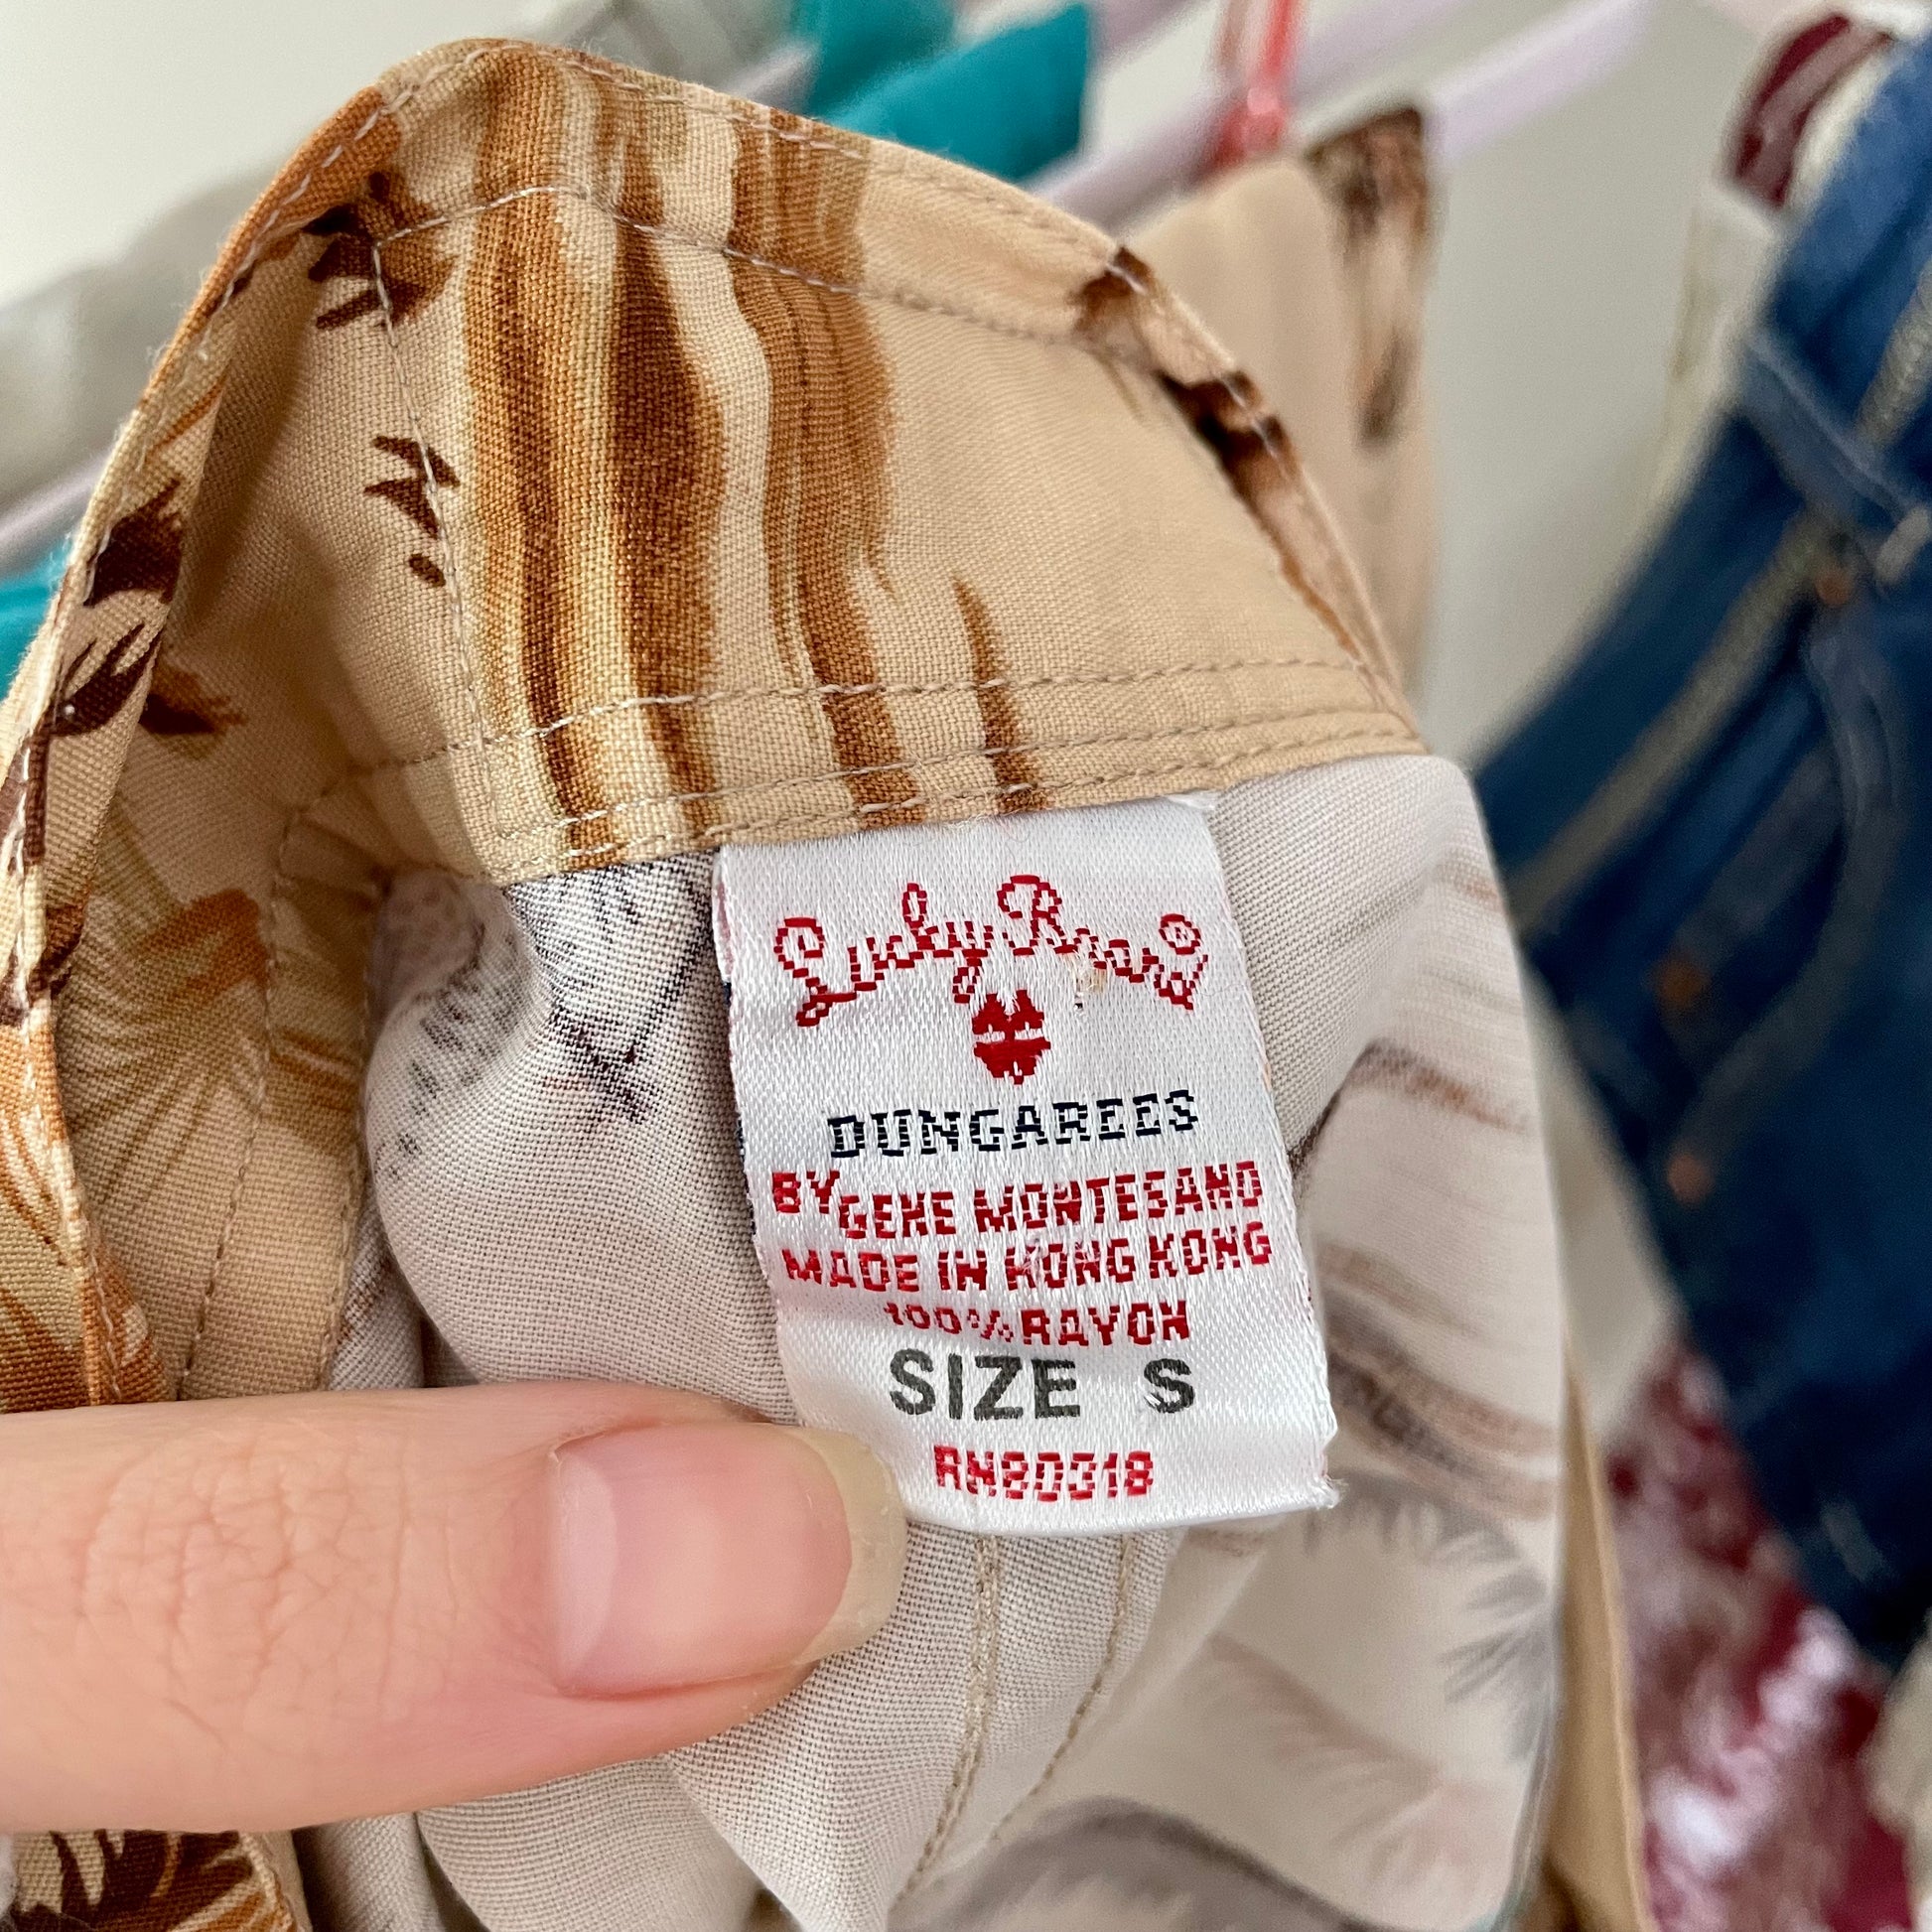 Lucky Brand®
DUNGAREES
BY GENE MONTESANO
MADE IN HONG KONG
100% RAYON
SIZE S
RN80318